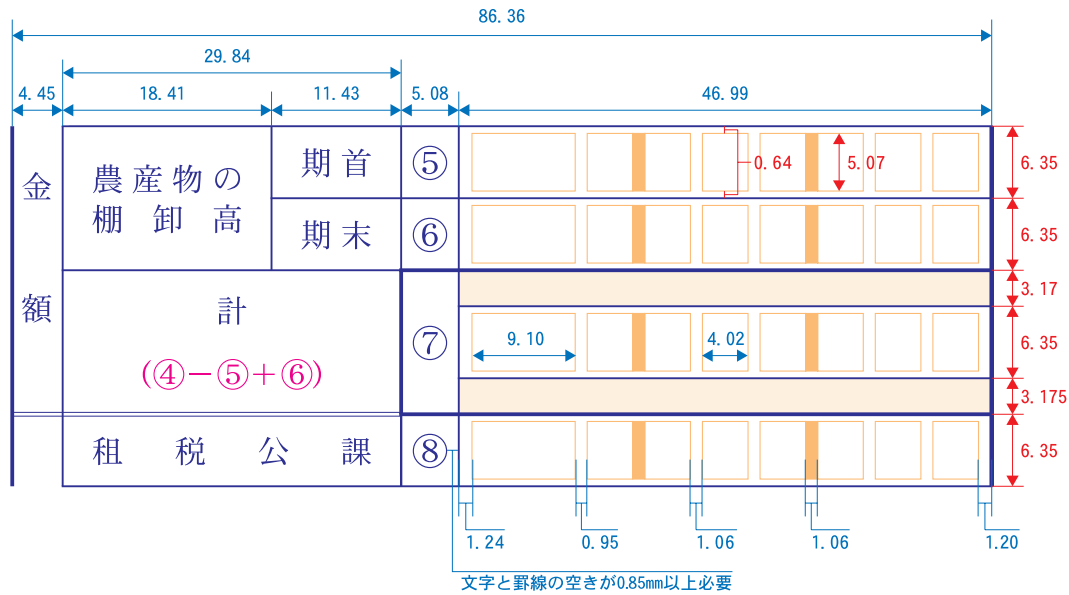 86.36
29.84
4.45 18.41 11.43 5.08 46.99
金額
農産物の
棚卸高
期首 ⑤ 0.64 5.07 6.35
期末 ⑥ 6.35
3.17
計
(④－⑤＋⑥)
⑦ 9.10 4.02 6.35
3.175
租税公課 ⑧ 6.35
1.24 0.95 1.06 1.06 1.20
文字と罫線の空きが0.85mm以上必要